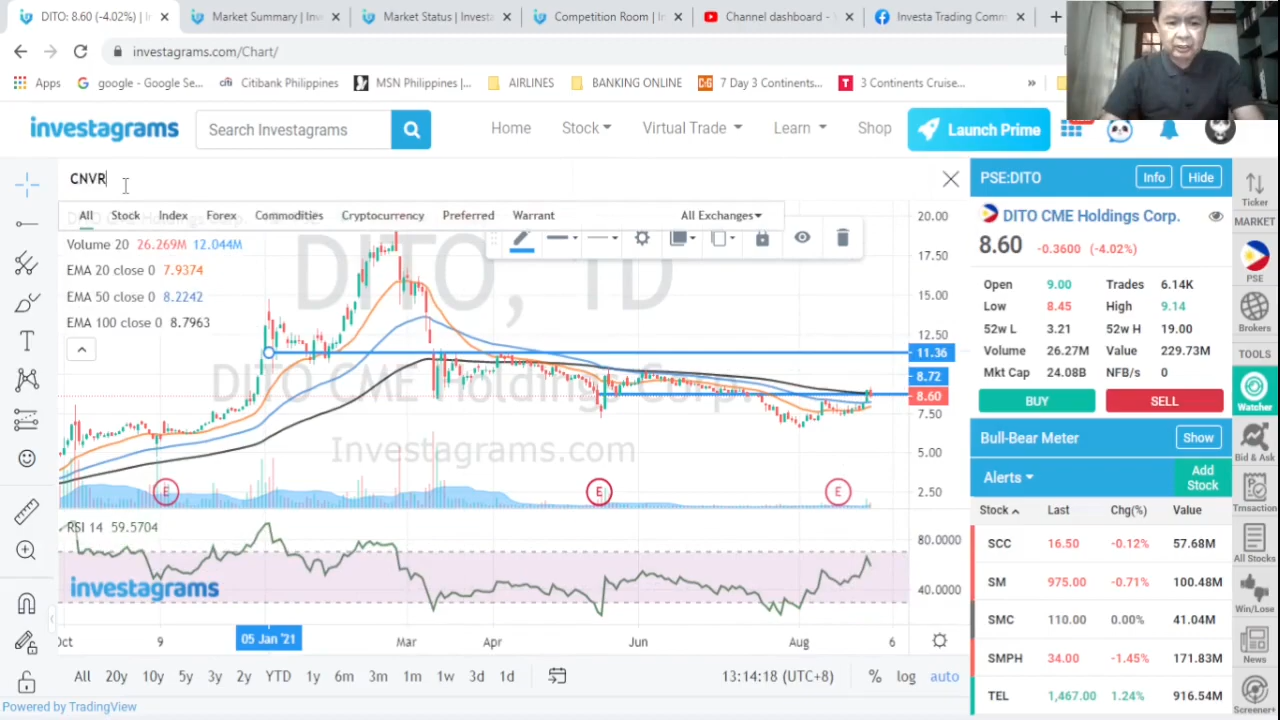 DITO: 8.60 (-4.02%) | I
Market Summary | Inv
Market Status | Investa
Competition Room | In
Channel dashboard - Y
Investa Trading Comm
investagrams.com/Chart/
Apps
google - Google Se...
Citibank Philippines
MSN Philippines |...
AIRLINES
BANKING ONLINE
7 Day 3 Continents...
3 Continents Cruise...
»
investagrams
Search Investagrams
Home
Stock
Virtual Trade
Learn
Shop
Launch Prime
CNVR
All Stock Index Forex Commodities Cryptocurrency Preferred Warrant All Exchanges
Volume 20 26.269M 12.044M
EMA 20 close 0 7.9374
EMA 50 close 0 8.2242
EMA 100 close 0 8.7963
DITO, 1D
DITO CME Holdings Corp.
Investagrams.com
20.00
17.50
15.00
12.50
11.36
8.72
8.60
7.50
5.00
2.50
E E E
RSI 14 59.5704
80.0000
40.0000
investagrams
Oct 9 05 Jan '21 Mar Apr Jun Aug 6
All 20y 10y 5y 3y 2y YTD 1y 6m 3m 1m 1w 3d 1d
13:14:18 (UTC+8) % log auto
Powered by TradingView
PSE:DITO Info Hide
DITO CME Holdings Corp.
8.60 -0.3600 (-4.02%)
Open 9.00 Trades 6.14K
Low 8.45 High 9.14
52w L 3.21 52w H 19.00
Volume 26.27M Value 229.73M
Mkt Cap 24.08B NFB/s 0
BUY SELL
Bull-Bear Meter Show
Alerts Add Stock
Stock Last Chg(%) Value
SCC 16.50 -0.12% 57.68M
SM 975.00 -0.71% 100.48M
SMC 110.00 0.00% 41.04M
SMPH 34.00 -1.45% 171.83M
TEL 1,467.00 1.24% 916.54M
Ticker
MARKET
PSE
Brokers
TOOLS
Watcher
Bid & Ask
Trnsaction
All Stocks
Win/Lose
News
Screener+